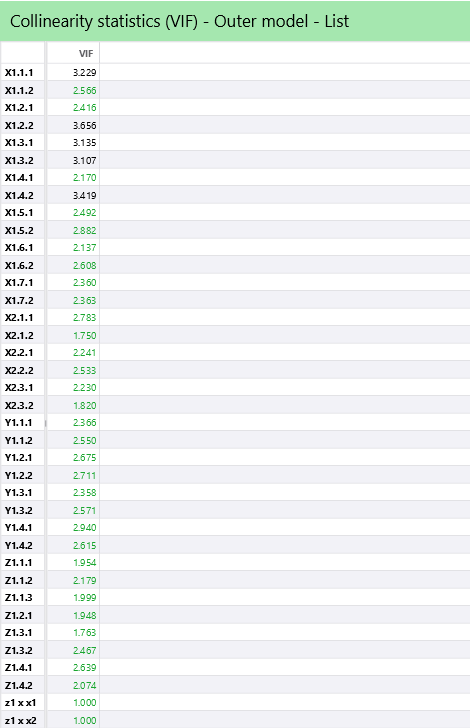 Collinearity statistics (VIF) - Outer model - List
VIF
X1.1.1 3.229
X1.1.2 2.566
X1.2.1 2.416
X1.2.2 3.656
X1.3.1 3.135
X1.3.2 3.107
X1.4.1 2.170
X1.4.2 3.419
X1.5.1 2.492
X1.5.2 2.882
X1.6.1 2.137
X1.6.2 2.608
X1.7.1 2.360
X1.7.2 2.363
X2.1.1 2.783
X2.1.2 1.750
X2.2.1 2.241
X2.2.2 2.533
X2.3.1 2.230
X2.3.2 1.820
Y1.1.1 2.366
Y1.1.2 2.550
Y1.2.1 2.675
Y1.2.2 2.711
Y1.3.1 2.358
Y1.3.2 2.571
Y1.4.1 2.940
Y1.4.2 2.615
Z1.1.1 1.954
Z1.1.2 2.179
Z1.1.3 1.999
Z1.2.1 1.948
Z1.3.1 1.763
Z1.3.2 2.467
Z1.4.1 2.639
Z1.4.2 2.074
z1 x x1 1.000
z1 x x2 1.000